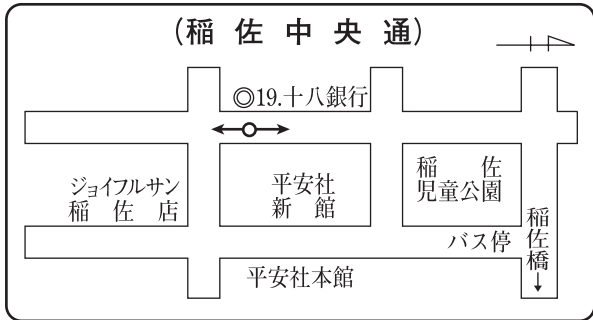 (稲佐中央通)
◎19.十八銀行
ジョイフルサン
稲佐店
平安社
新館
稲佐
児童公園
バス停
稲佐橋
平安社本館